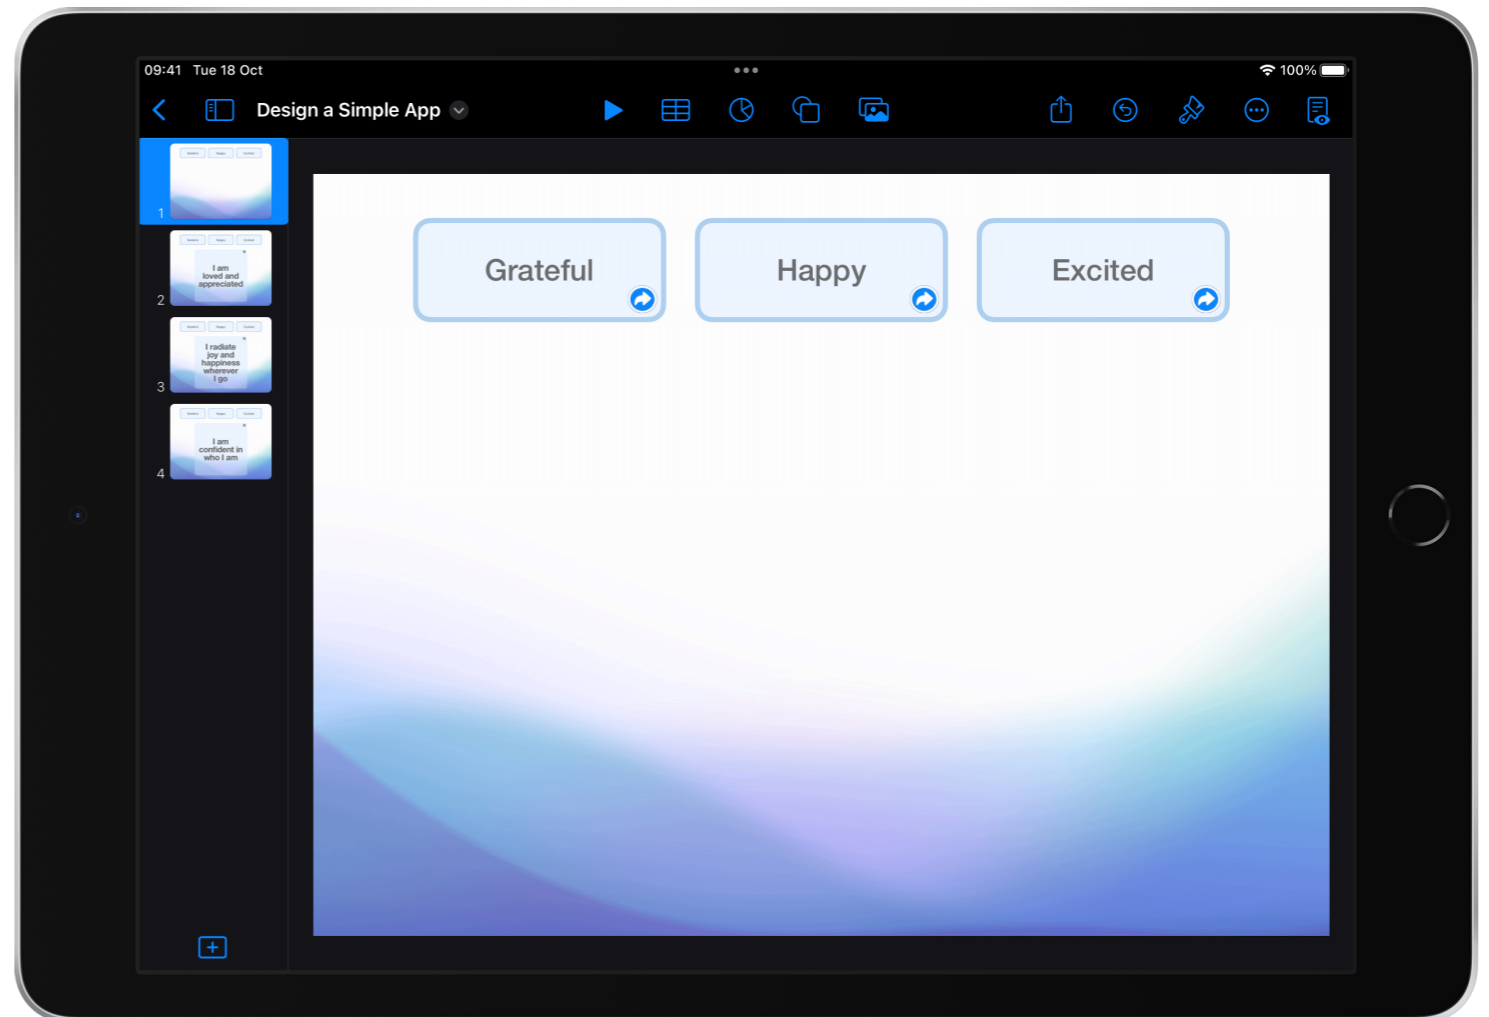 09:41 Tue 18 Oct
100%
Design a Simple App
1
2
I am
loved and
appreciated
3
I radiate
joy and
happiness
wherever
I go
4
I am
confident in
who I am
Grateful
Happy
Excited